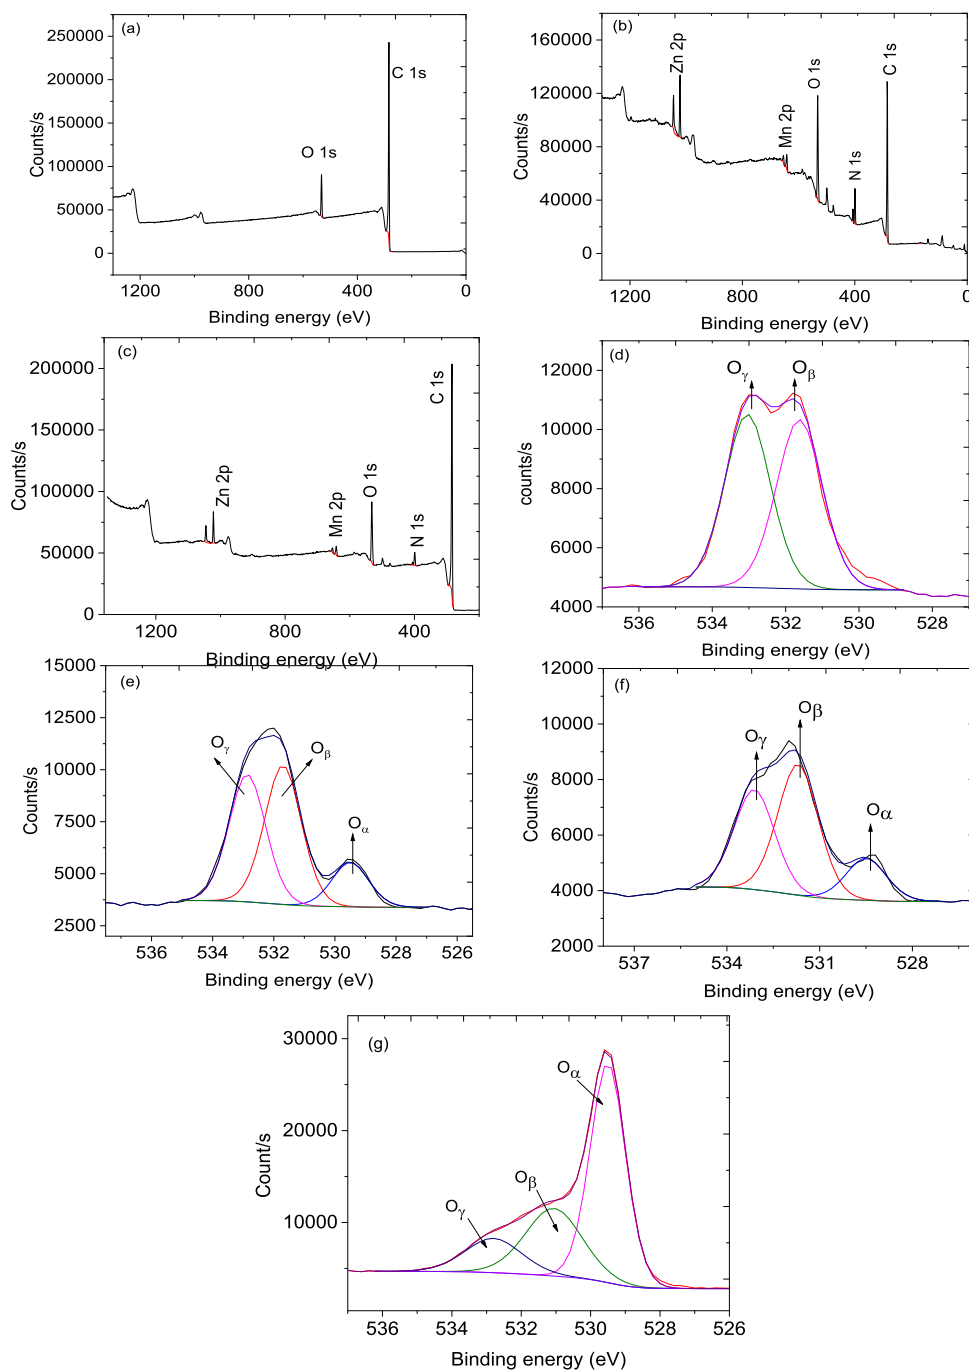 (a)
250000
200000
150000
100000
50000
0
Counts/s
C 1s
O 1s
1200
800
400
0
Binding energy (eV)
(b)
160000
120000
80000
40000
0
Counts/s
Zn 2p
Mn 2p
O 1s
N 1s
C 1s
1200
800
400
0
Binding energy (eV)
(c)
200000
150000
100000
50000
0
Counts/s
Zn 2p
Mn 2p
O 1s
N 1s
C 1s
1200
800
400
Binding energy (eV)
(d)
12000
10000
8000
6000
4000
counts/s
Oγ
Oβ
536
534
532
530
528
Binding energy (eV)
(e)
15000
12500
10000
7500
5000
2500
Counts/s
Oγ
Oβ
Oα
536
534
532
530
528
526
Binding energy (eV)
(f)
12000
10000
8000
6000
4000
2000
Counts/s
Oγ
Oβ
Oα
537
534
531
528
Binding energy (eV)
(g)
30000
20000
10000
Count/s
Oα
Oβ
Oγ
536
534
532
530
528
526
Binding energy (eV)